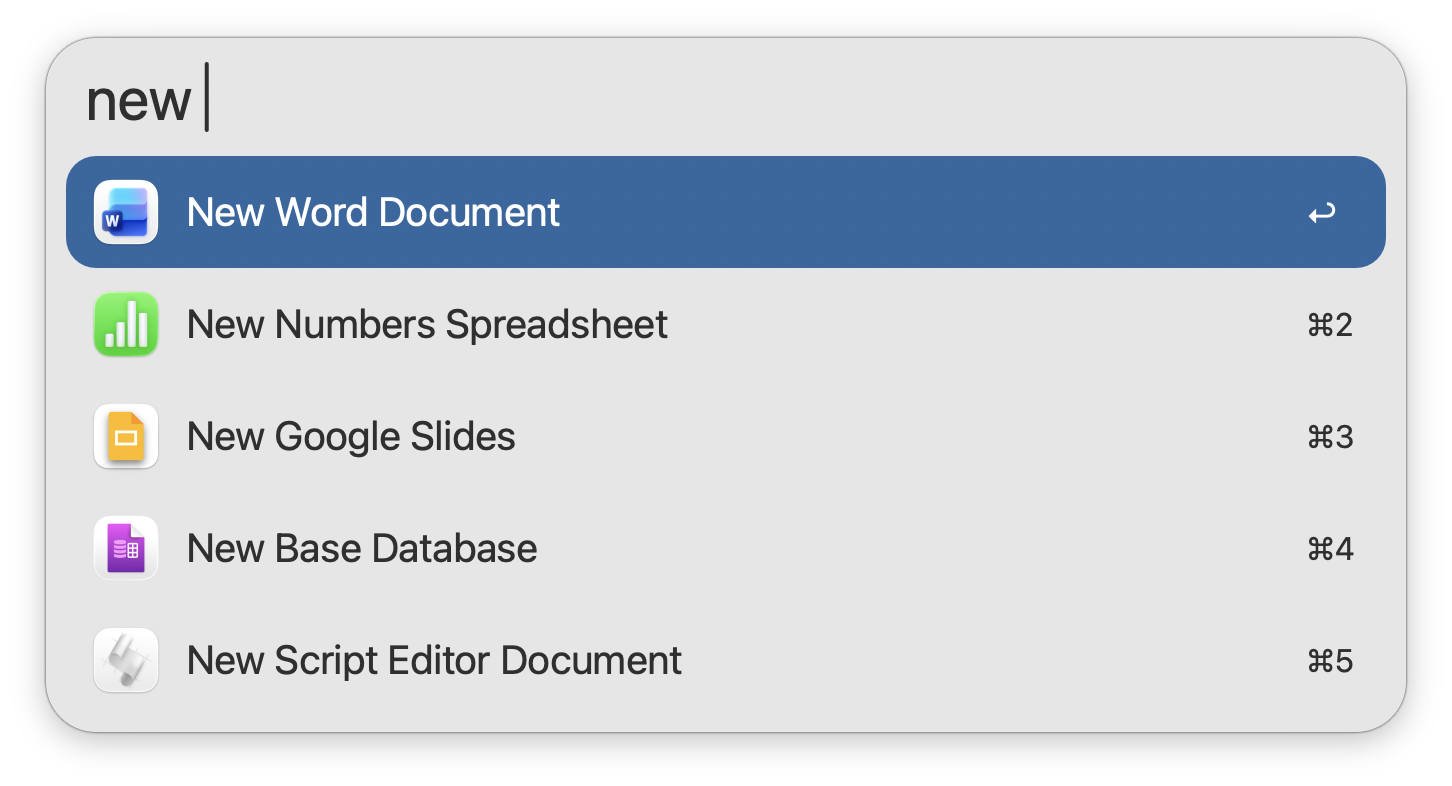 new
New Word Document ↩
New Numbers Spreadsheet ⌘2
New Google Slides ⌘3
New Base Database ⌘4
New Script Editor Document ⌘5